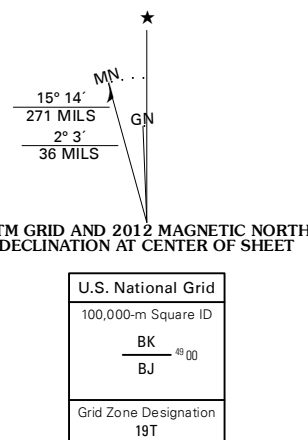 ★
MN
GN
15° 14´
271 MILS
2° 3´
36 MILS
TM GRID AND 2012 MAGNETIC NORTH
DECLINATION AT CENTER OF SHEET
U.S. National Grid
100,000-m Square ID
BK
49 00
BJ
Grid Zone Designation
19T